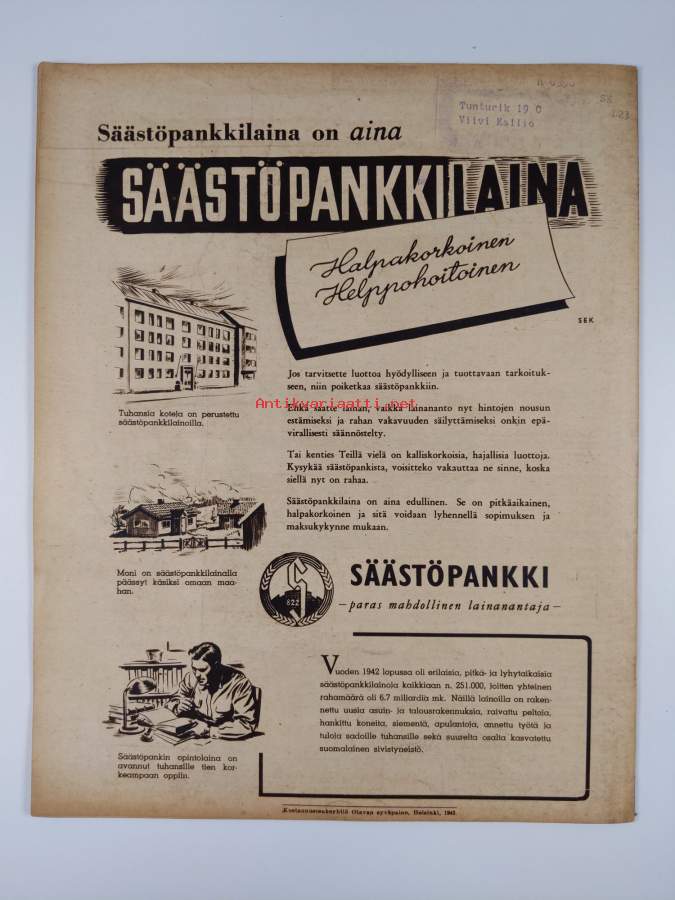 Tunturik 19 C
Viivi Kallio
Säästöpankkilaina on aina
SÄÄSTÖPANKKILAINA
Halpakorkoinen
Helppohoitoinen
SEK
Jos tarvitsette luottoa hyödylliseen ja tuottavaan tarkoituk-
seen, niin poiketkaa säästöpankkiin.
Antikvariaatti.net
Ehkä saatte lainan, vaikka lainananto nyt hintojen nousun
estämiseksi ja rahan vakavuuden säilyttämiseksi onkin epä-
virallisesti säännöstelty.
Tai kenties Teillä vielä on kalliskorkoisia, hajallisia luottoja.
Kysykää säästöpankista, voisitteko vakauttaa ne sinne, koska
siellä nyt on rahaa.
Säästöpankkilaina on aina edullinen. Se on pitkäaikainen,
halpakorkoinen ja sitä voidaan lyhennellä sopimuksen ja
maksukykynne mukaan.
Tuhansia koteja on perustettu
säästöpankkilainoilla.
Moni on säästöpankkilainalla
päässyt käsiksi omaan maa-
han.
Säästöpankin opintolaina on
avannut tuhansille tien kor-
keampaan oppiin.
1822
SÄÄSTÖPANKKI
– paras mahdollinen lainanantaja –
Vuoden 1942 lopussa oli erilaisia, pitkä- ja lyhytaikaisia
säästöpankkilainoja kaikkiaan n. 251.000, joitten yhteinen
rahamäärä oli 6.7 miljardia mk. Näillä lainoilla on raken-
nettu uusia asuin- ja talousrakennuksia, raivattu peltoja,
hankittu koneita, siementä, apulantoja, annettu työtä ja
tuloja sadoille tuhansille sekä suurelta osalta kasvatettu
suomalainen sivistyneistö.
Kustannusosakeyhtiö Otavan syväpaino, Helsinki, 1943.